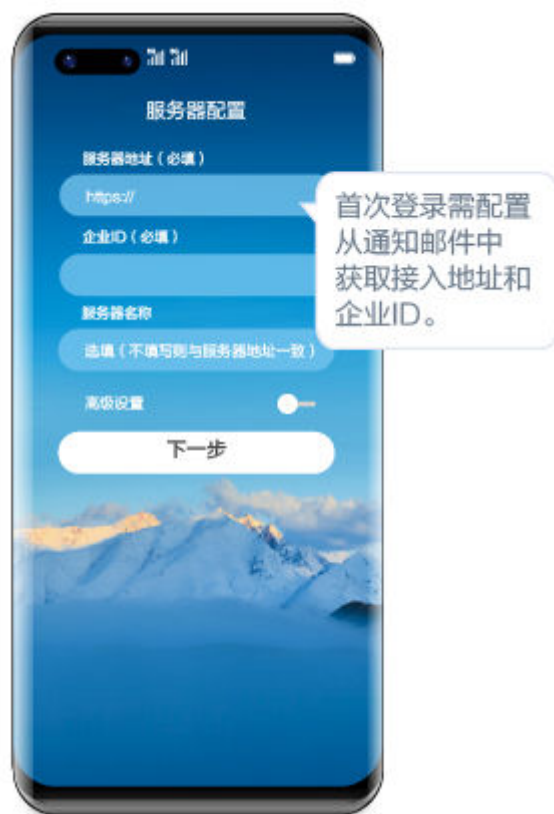 服务器配置
服务器地址（必填）
https://
企业ID（必填）
服务器名称
选填（不填写则与服务器地址一致）
高级设置
下一步
首次登录需配置
从通知邮件中
获取接入地址和
企业ID。